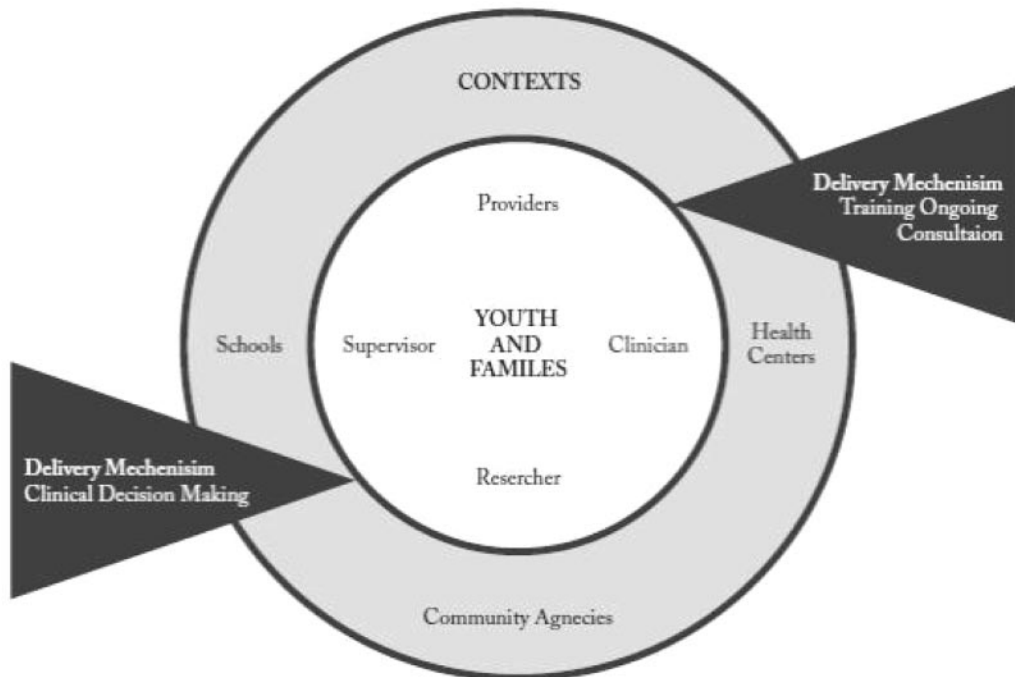 CONTEXTS
Delivery Mechenisim
Training Ongoing
Consultaion
Providers
Schools
Supervisor
YOUTH
AND
FAMILES
Clinician
Health
Centers
Delivery Mechenisim
Clinical Decision Making
Resercher
Community Agnecies